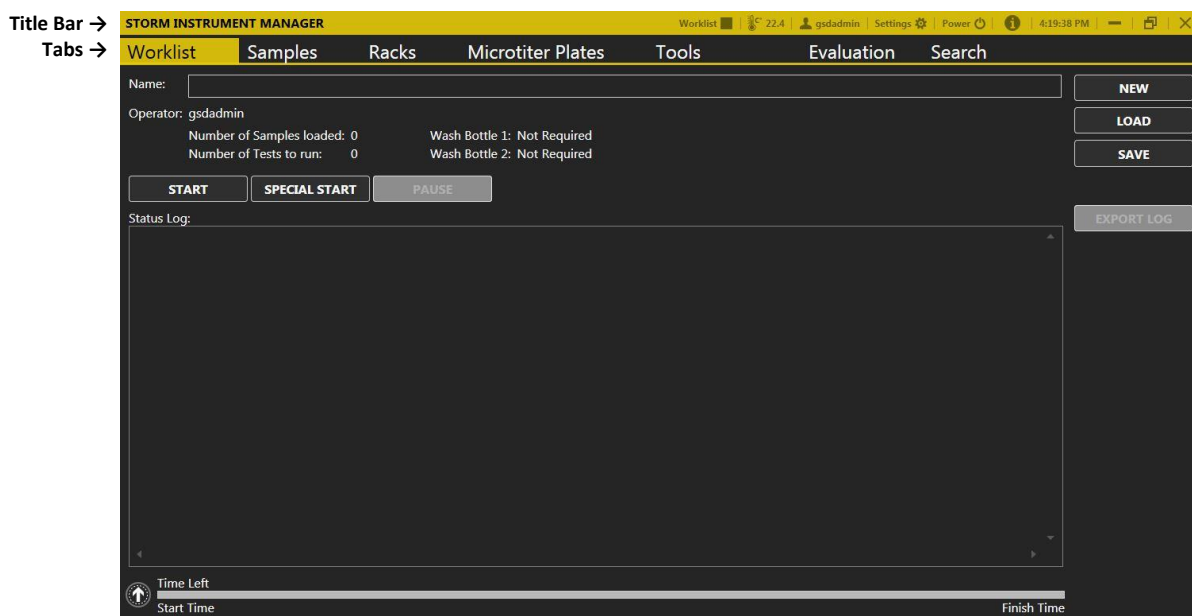 Title Bar → STORM INSTRUMENT MANAGER Worklist 22.4 gsdadmin Settings Power 4:19:38 PM
Tabs → Worklist Samples Racks Microtiter Plates Tools Evaluation Search
Name: NEW
Operator: gsdadmin LOAD
Number of Samples loaded: 0 Wash Bottle 1: Not Required
Number of Tests to run: 0 Wash Bottle 2: Not Required SAVE
START SPECIAL START PAUSE
Status Log: EXPORT LOG
Time Left
Start Time Finish Time